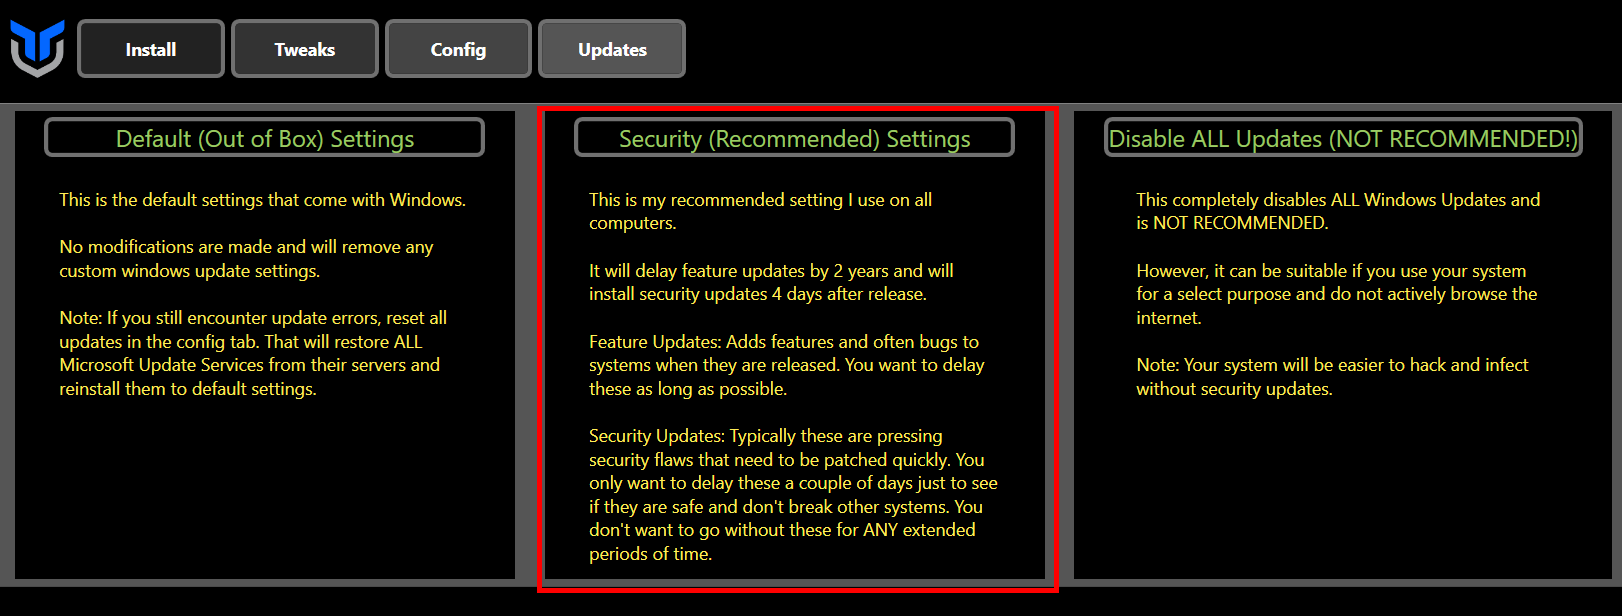 Install
Tweaks
Config
Updates
Default (Out of Box) Settings
This is the default settings that come with Windows.
No modifications are made and will remove any
custom windows update settings.
Note: If you still encounter update errors, reset all
updates in the config tab. That will restore ALL
Microsoft Update Services from their servers and
reinstall them to default settings.
Security (Recommended) Settings
This is my recommended setting I use on all
computers.
It will delay feature updates by 2 years and will
install security updates 4 days after release.
Feature Updates: Adds features and often bugs to
systems when they are released. You want to delay
these as long as possible.
Security Updates: Typically these are pressing
security flaws that need to be patched quickly. You
only want to delay these a couple of days just to see
if they are safe and don't break other systems. You
don't want to go without these for ANY extended
periods of time.
Disable ALL Updates (NOT RECOMMENDED!)
This completely disables ALL Windows Updates and
is NOT RECOMMENDED.
However, it can be suitable if you use your system
for a select purpose and do not actively browse the
internet.
Note: Your system will be easier to hack and infect
without security updates.